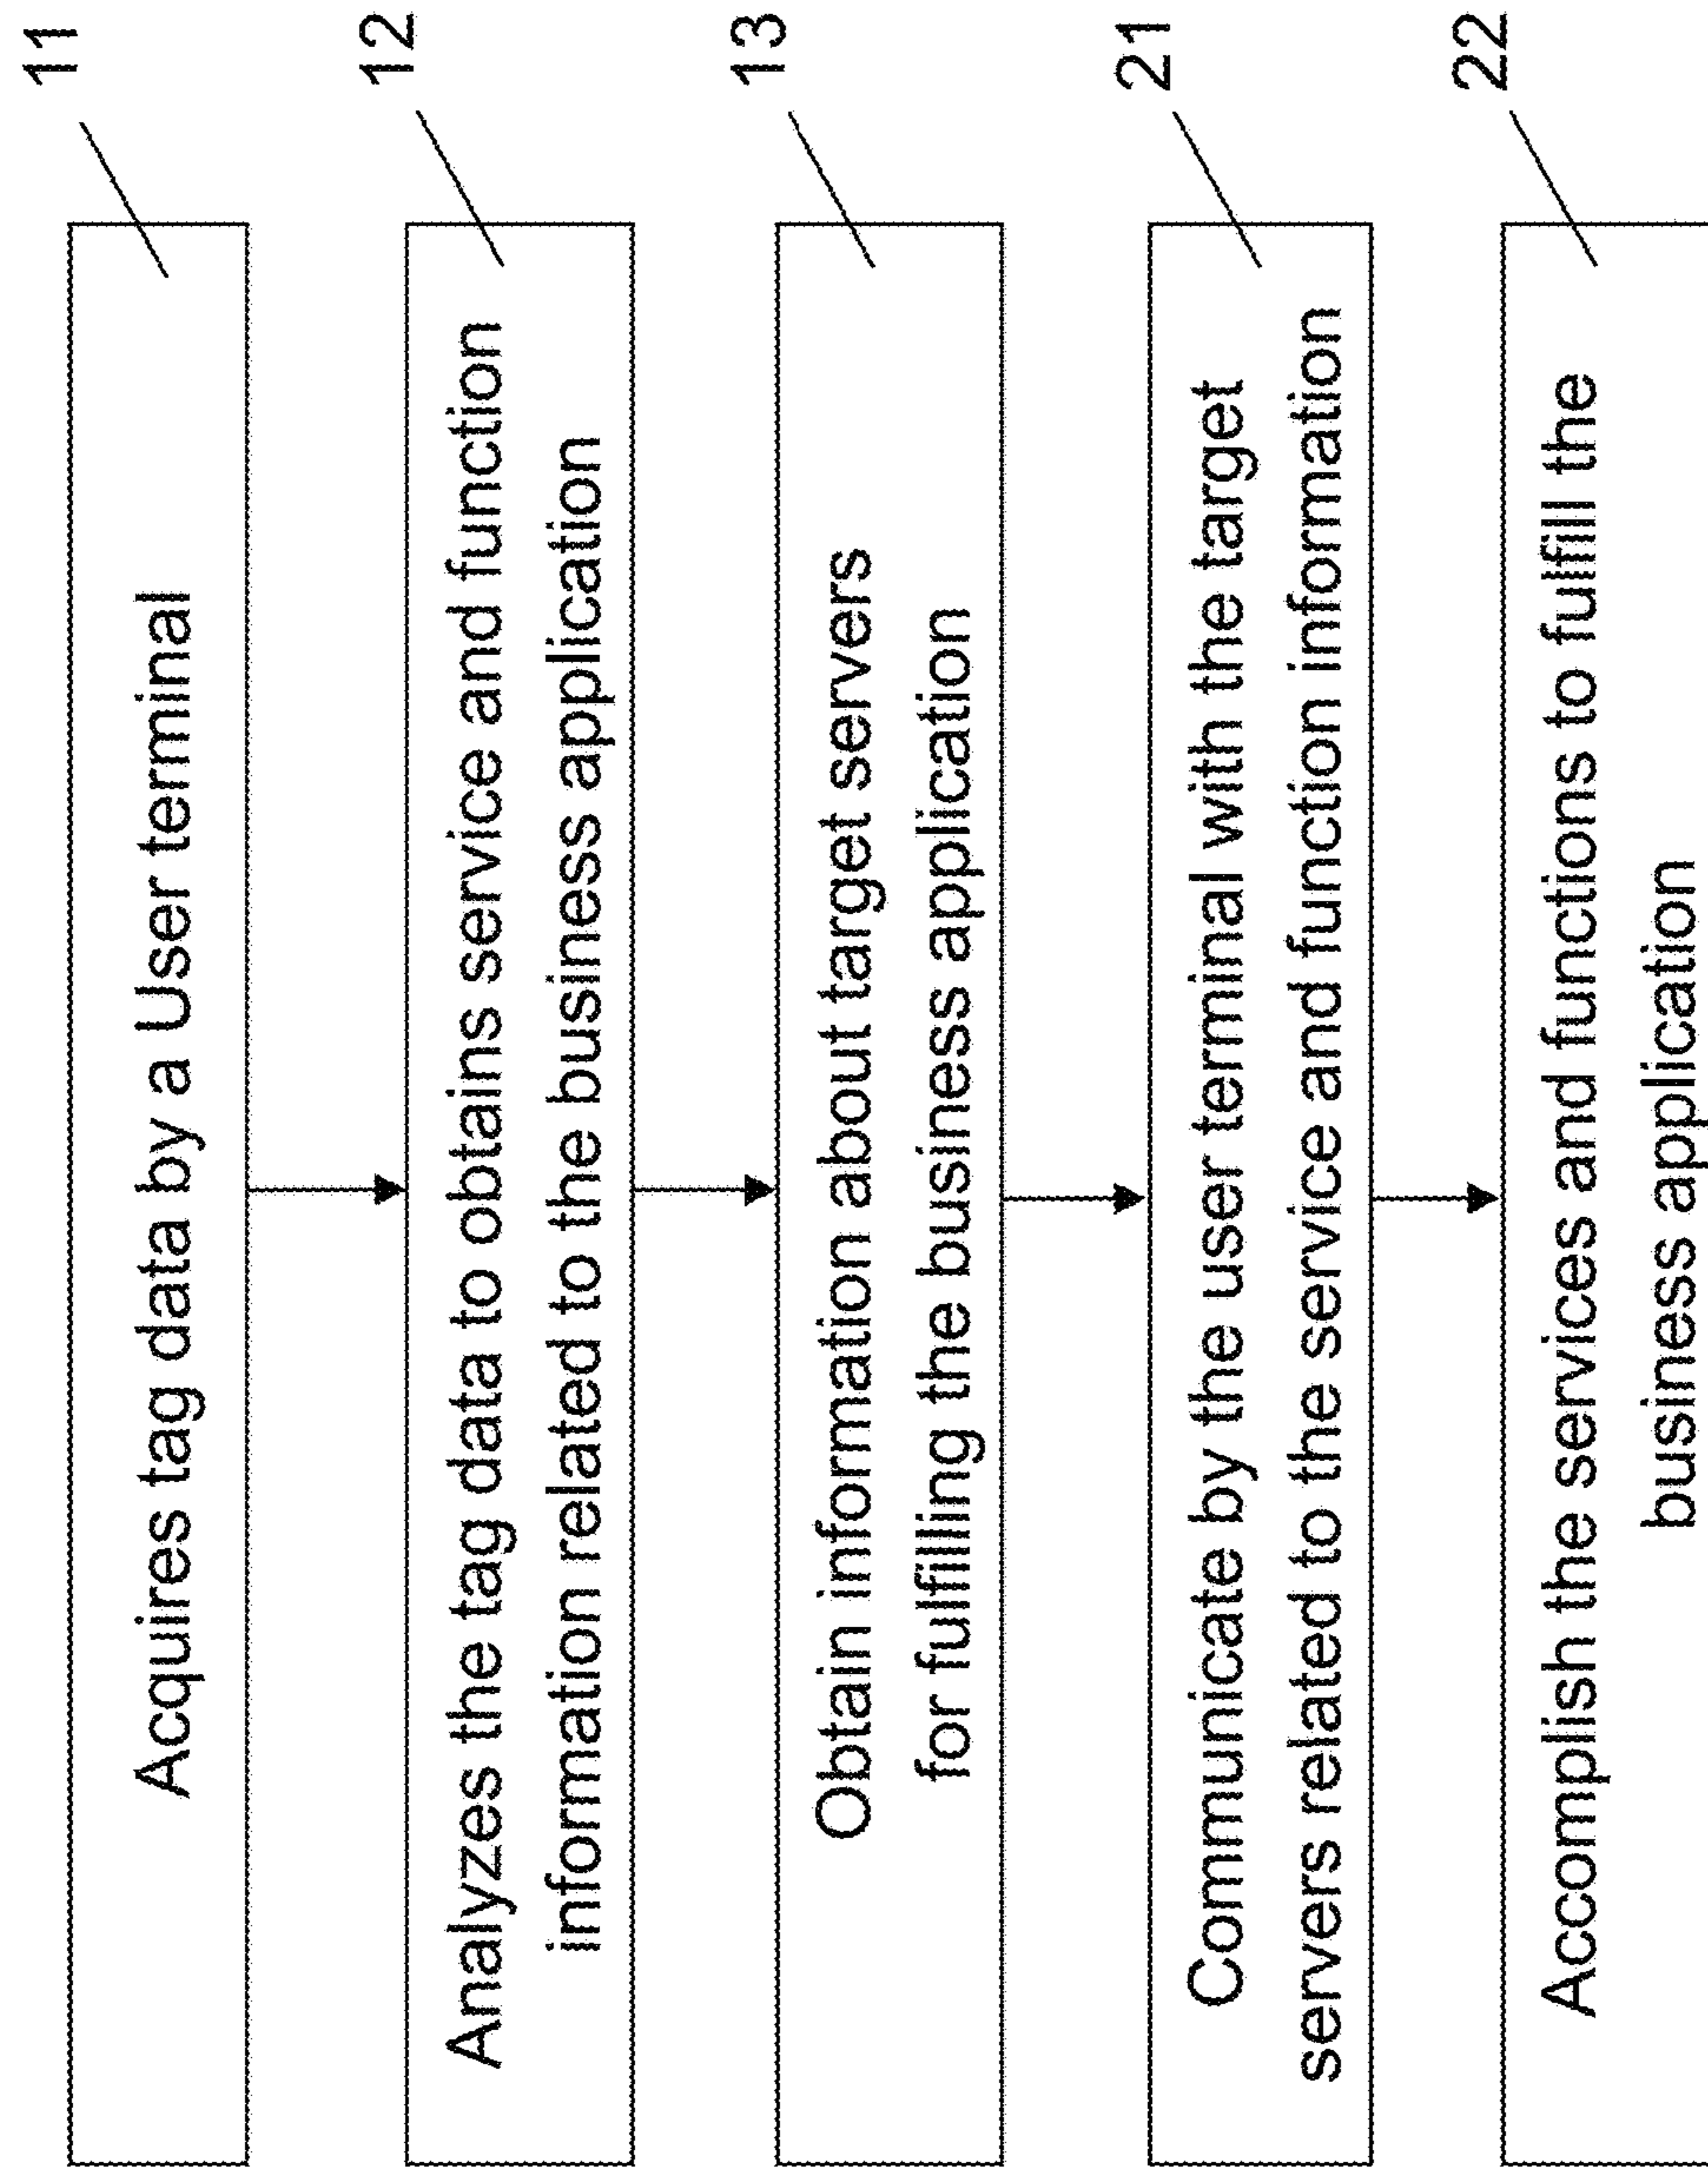 11
Acquires tag data by a User terminal
12
Analyzes the tag data to obtains service and function
information related to the business application
13
Obtain information about target servers
for fulfilling the business application
21
Communicate by the user terminal with the target
servers related to the service and function information
22
Accomplish the services and functions to fulfill the
business application